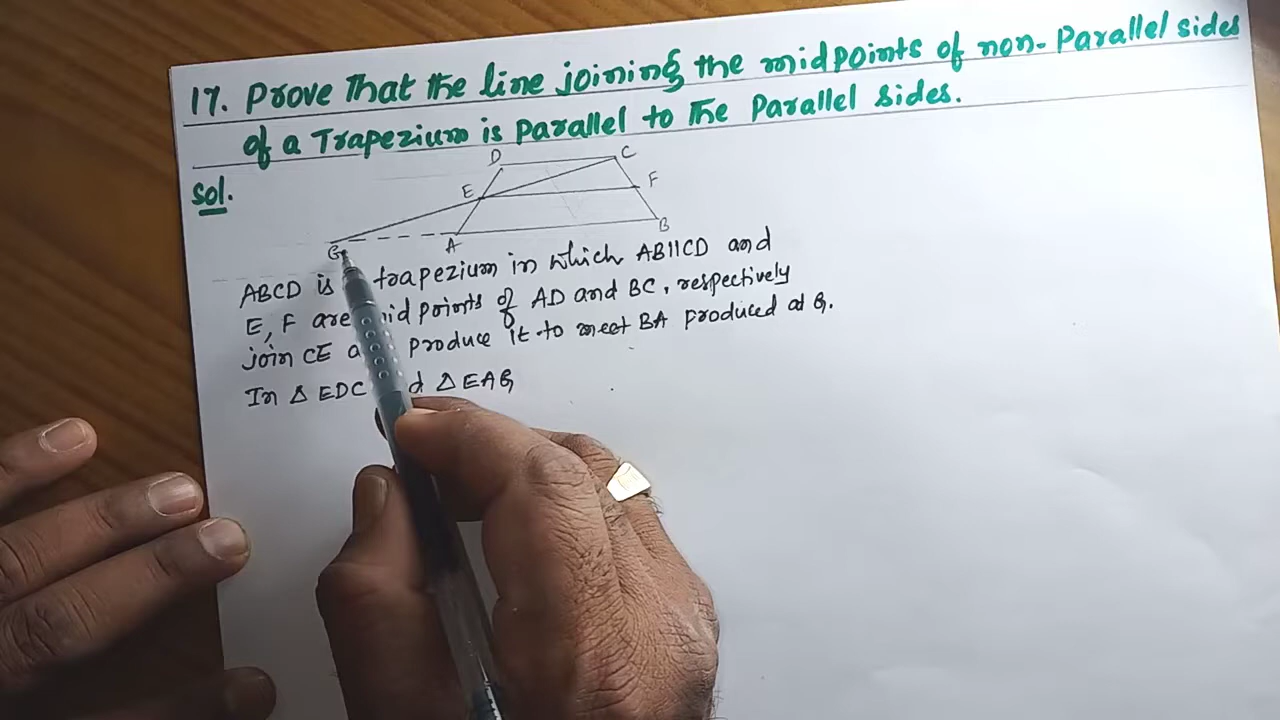 17. Prove That the line joining the midpoints of non-Parallel sides
of a Trapezium is parallel to The Parallel sides.
Sol.
D C
E F
G A B
ABCD is trapezium in which AB||CD and
E, F are mid points of AD and BC, respectively
join CE produce it to meet BA produced at G.
In Δ EDC Δ EAG